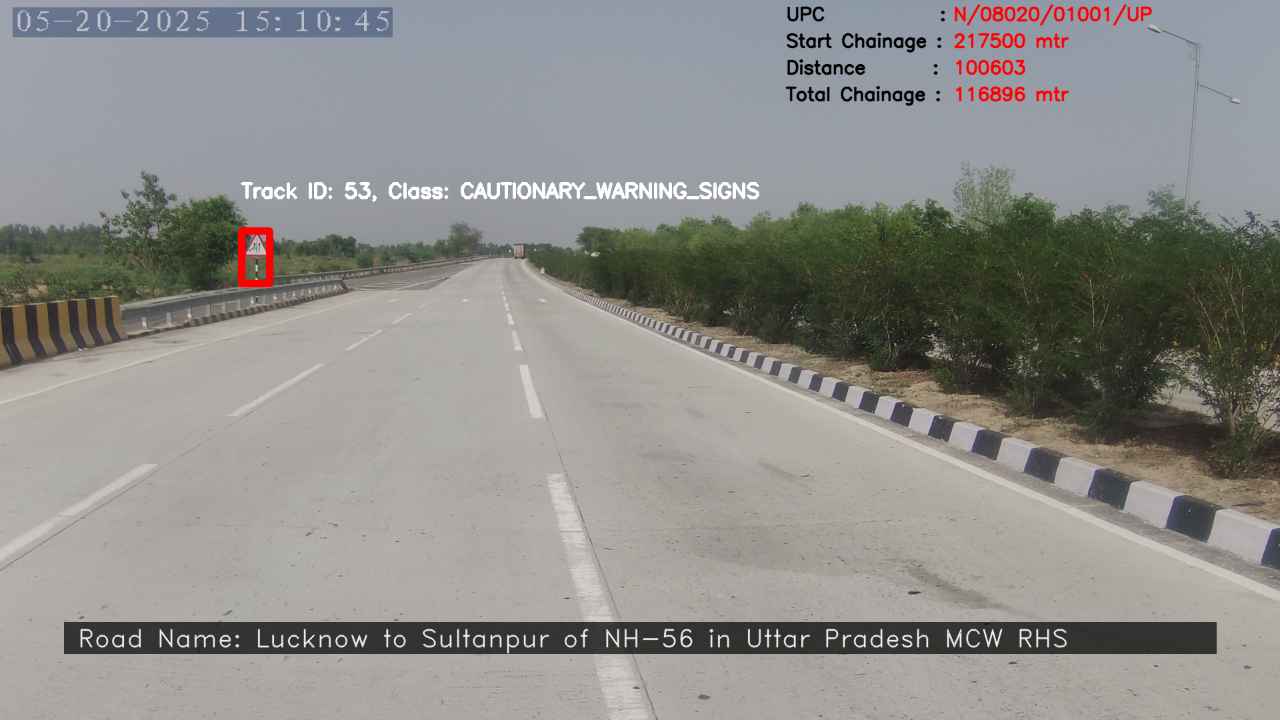 05-20-2025 15:10:45
UPC : N/08020/01001/UP
Start Chainage : 217500 mtr
Distance : 100603
Total Chainage : 116896 mtr
Track ID: 53, Class: CAUTIONARY_WARNING_SIGNS
Road Name: Lucknow to Sultanpur of NH-56 in Uttar Pradesh MCW RHS